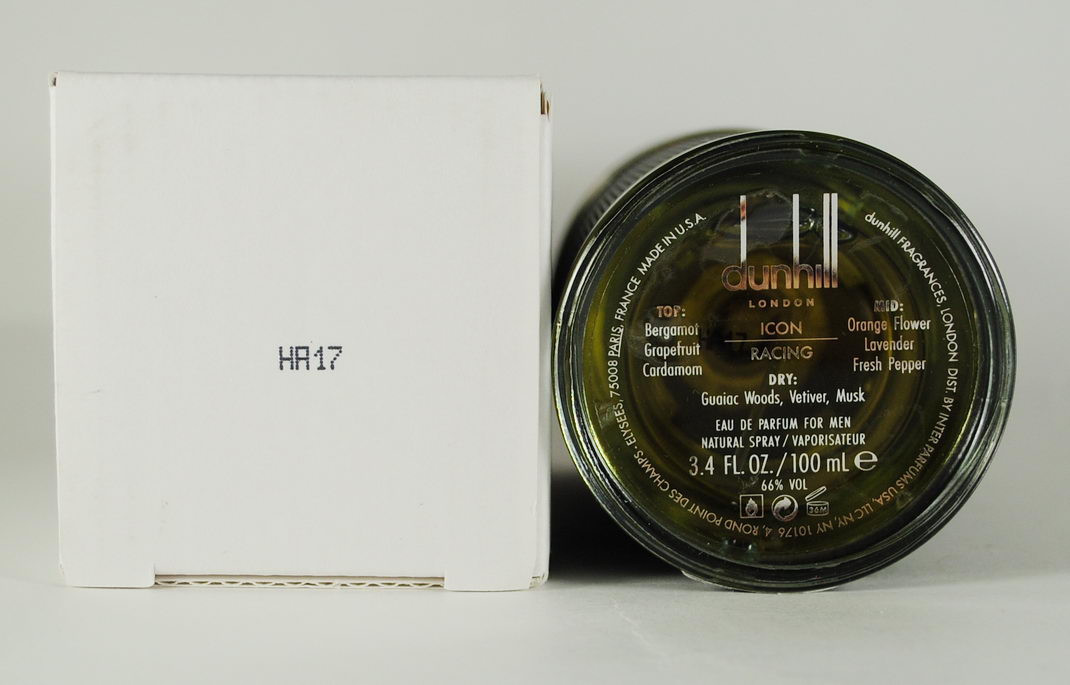 HA17
dunhill
LONDON
ICON
RACING
TOP:
Bergamot
Grapefruit
Cardamom
MID:
Orange Flower
Lavender
Fresh Pepper
DRY:
Guaiac Woods, Vetiver, Musk
EAU DE PARFUM FOR MEN
NATURAL SPRAY / VAPORISATEUR
3.4 FL. OZ. / 100 mL ℮
66% VOL
36M
dunhill FRAGRANCES, LONDON DIST. BY INTER PARFUMS USA, LLC NY, NY 10176 4, ROND POINT DES CHAMPS - ELYSEES, 75008 PARIS, FRANCE MADE IN U.S.A.